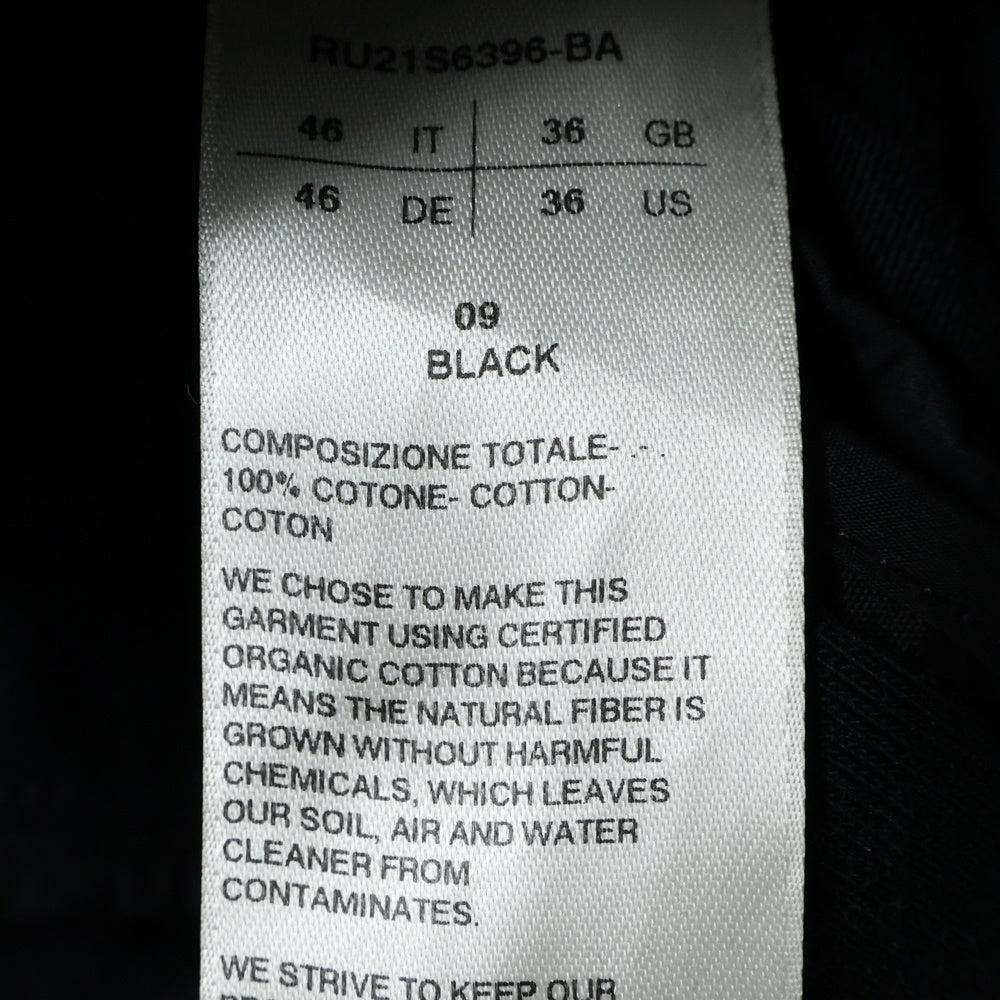 RU21S6396-BA
46 IT 36 GB
46 DE 36 US
09
BLACK
COMPOSIZIONE TOTALE- .-.
100% COTONE- COTTON-
COTON
WE CHOSE TO MAKE THIS
GARMENT USING CERTIFIED
ORGANIC COTTON BECAUSE IT
MEANS THE NATURAL FIBER IS
GROWN WITHOUT HARMFUL
CHEMICALS, WHICH LEAVES
OUR SOIL, AIR AND WATER
CLEANER FROM
CONTAMINATES.
WE STRIVE TO KEEP OUR